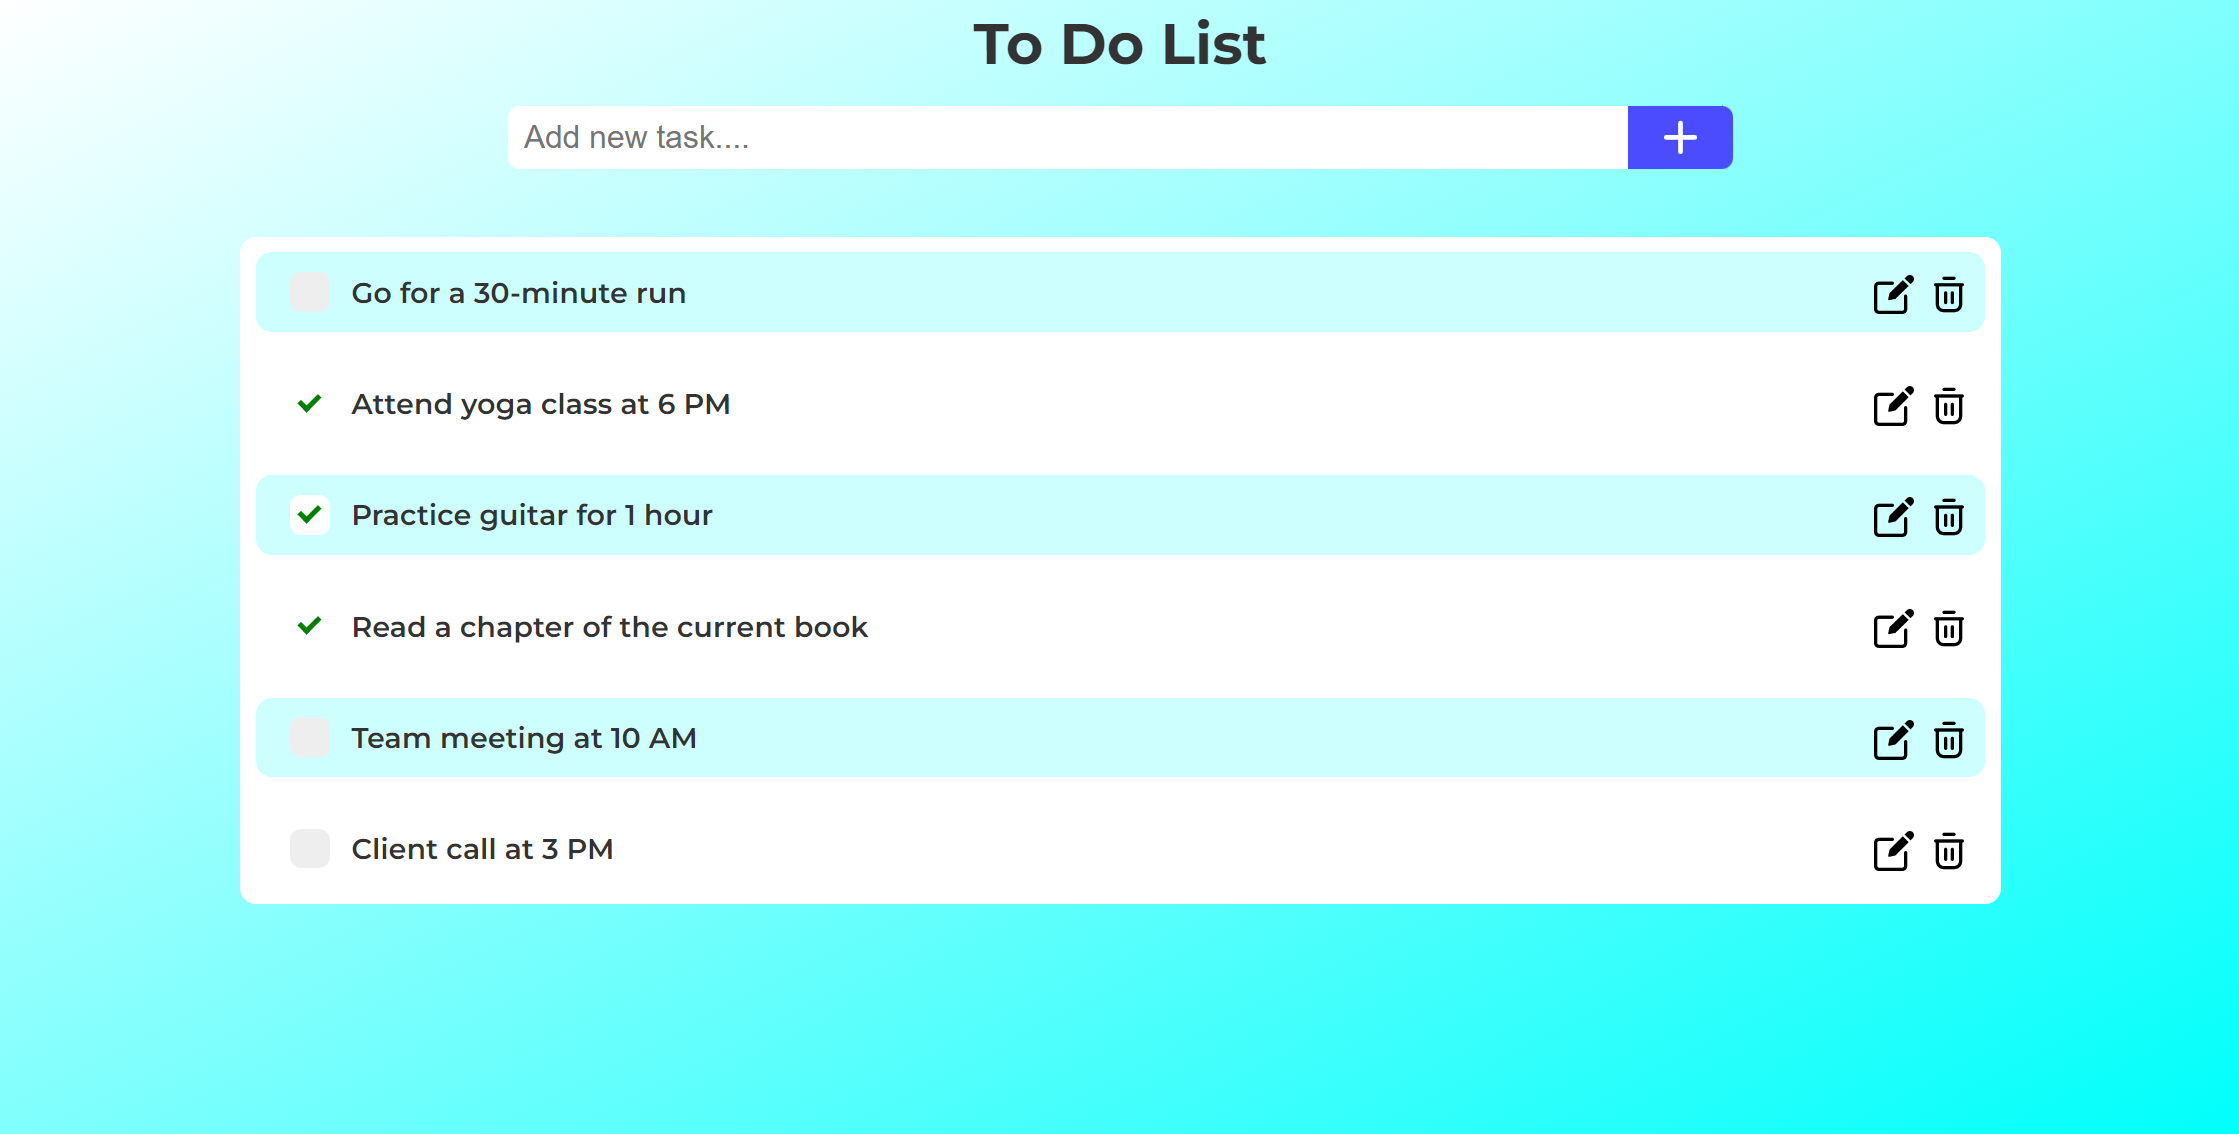 To Do List
Add new task....
Go for a 30-minute run
Attend yoga class at 6 PM
Practice guitar for 1 hour
Read a chapter of the current book
Team meeting at 10 AM
Client call at 3 PM